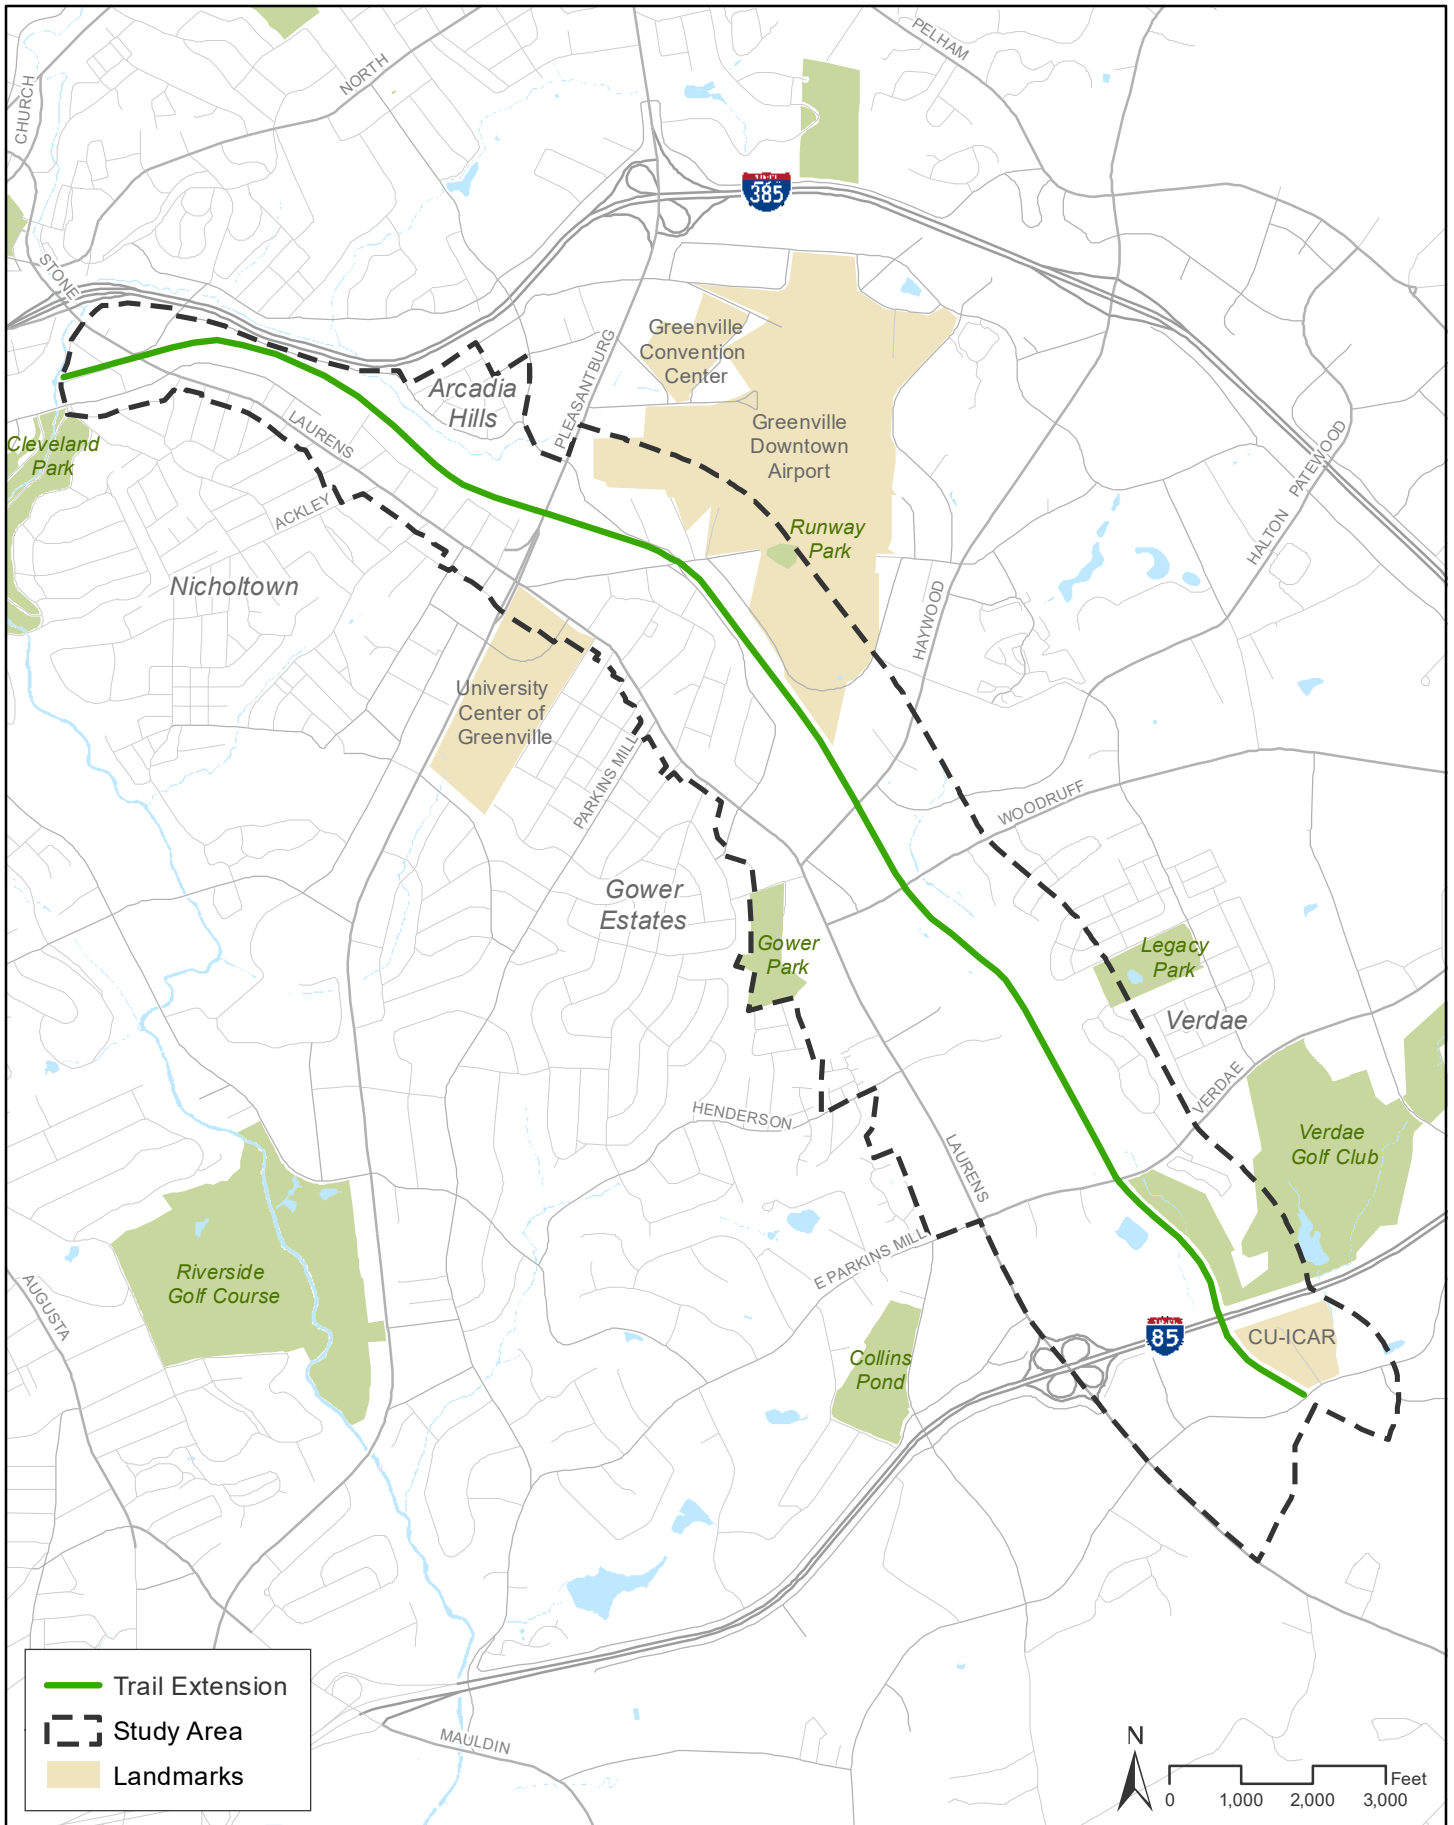 PELHAM
NORTH
CHURCH
385
STONE
Greenville
Convention
Center
PLEASANTBURG
Arcadia
Hills
LAURENS
Greenville
Downtown
Airport
Cleveland
Park
HALTON
PATEWOOD
ACKLEY
Runway
Park
Nicholtown
HAYWOOD
University
Center of
Greenville
PARKINS MILL
WOODRUFF
Gower
Estates
Gower
Park
Legacy
Park
Verdae
VERDAE
HENDERSON
LAURENS
Verdae
Golf Club
E PARKINS MILL
Riverside
Golf Course
AUGUSTA
85
CU-ICAR
Collins
Pond
Trail Extension
Study Area
Landmarks
MAULDIN
N
Feet
0 1,000 2,000 3,000